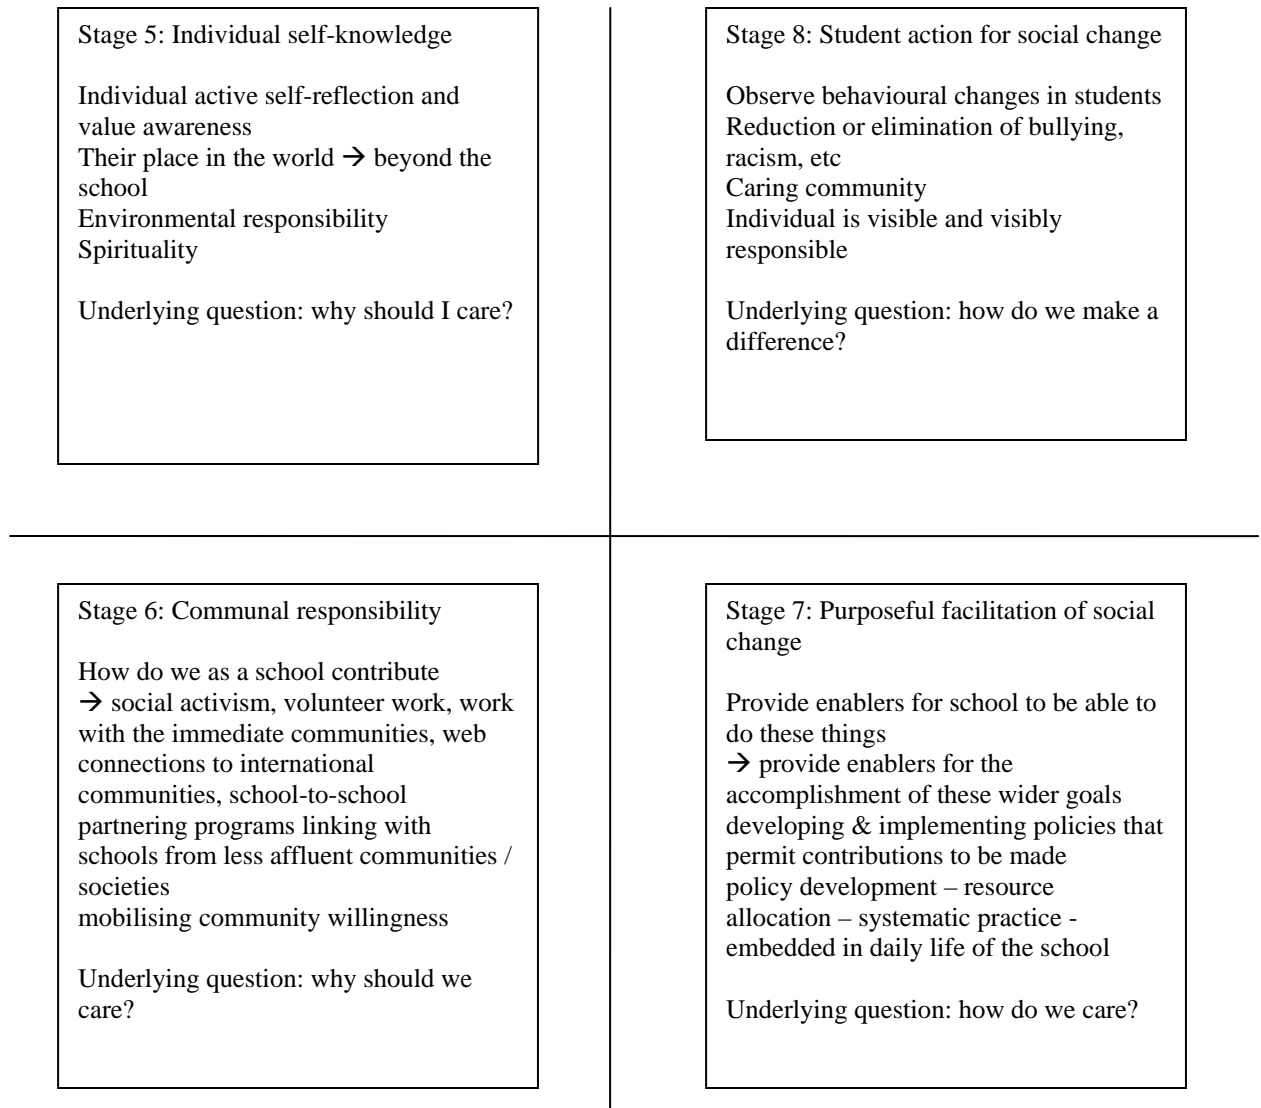 Stage 5: Individual self-knowledge
Individual active self-reflection and
value awareness
Their place in the world → beyond the
school
Environmental responsibility
Spirituality
Underlying question: why should I care?
Stage 8: Student action for social change
Observe behavioural changes in students
Reduction or elimination of bullying,
racism, etc
Caring community
Individual is visible and visibly
responsible
Underlying question: how do we make a
difference?
Stage 6: Communal responsibility
How do we as a school contribute
→ social activism, volunteer work, work
with the immediate communities, web
connections to international
communities, school-to-school
partnering programs linking with
schools from less affluent communities /
societies
mobilising community willingness
Underlying question: why should we
care?
Stage 7: Purposeful facilitation of social
change
Provide enablers for school to be able to
do these things
→ provide enablers for the
accomplishment of these wider goals
developing & implementing policies that
permit contributions to be made
policy development – resource
allocation – systematic practice -
embedded in daily life of the school
Underlying question: how do we care?